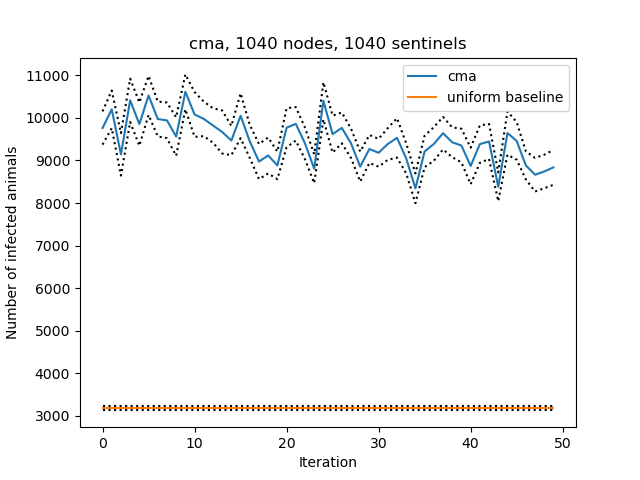 cma, 1040 nodes, 1040 sentinels
cma
uniform baseline
Number of infected animals
11000
10000
9000
8000
7000
6000
5000
4000
3000
0 10 20 30 40 50
Iteration